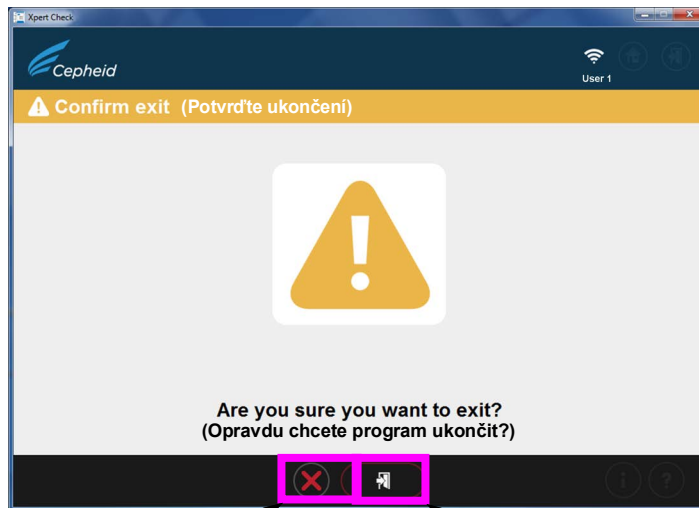 Xpert Check
Cepheid
User 1
Confirm exit (Potvrďte ukončení)
Are you sure you want to exit?
(Opravdu chcete program ukončit?)
i ?